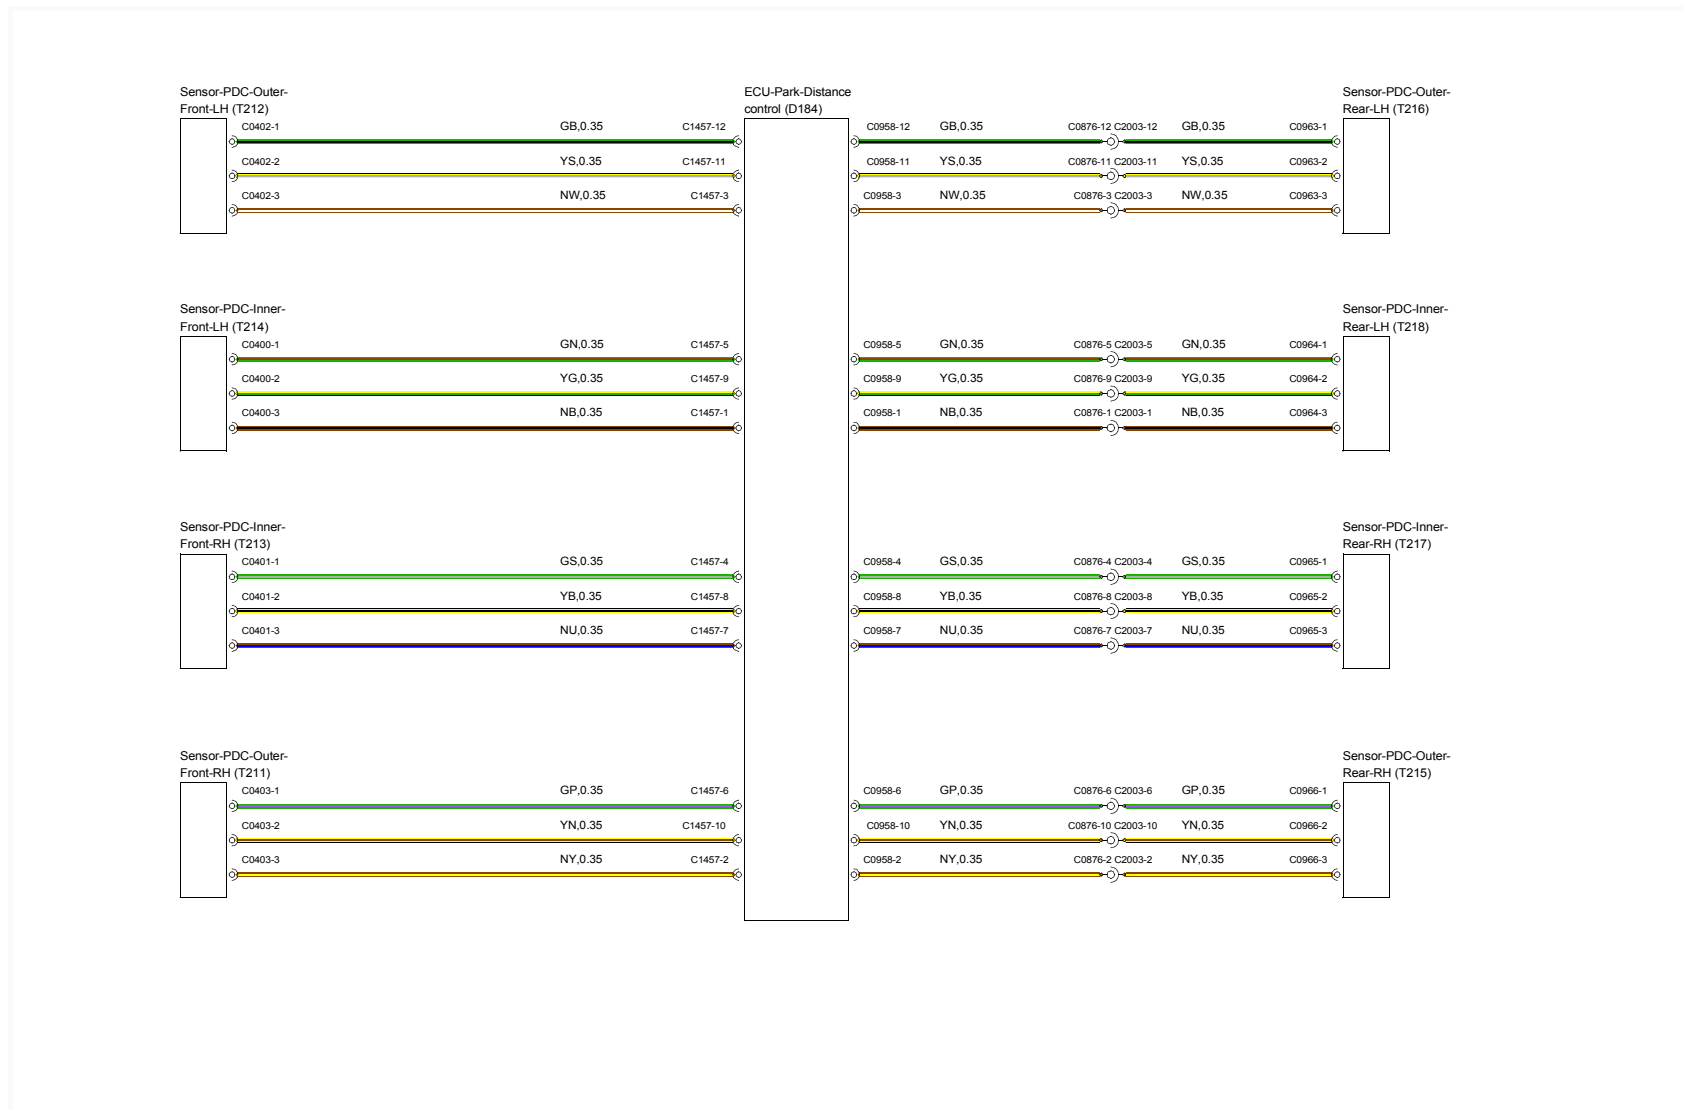 Sensor-PDC-Outer-
Front-LH (T212)
ECU-Park-Distance
control (D184)
Sensor-PDC-Outer-
Rear-LH (T216)
C0402-1 GB,0.35 C1457-12 C0958-12 GB,0.35 C0876-12 C2003-12 GB,0.35 C0963-1
C0402-2 YS,0.35 C1457-11 C0958-11 YS,0.35 C0876-11 C2003-11 YS,0.35 C0963-2
C0402-3 NW,0.35 C1457-3 C0958-3 NW,0.35 C0876-3 C2003-3 NW,0.35 C0963-3
Sensor-PDC-Inner-
Front-LH (T214)
Sensor-PDC-Inner-
Rear-LH (T218)
C0400-1 GN,0.35 C1457-5 C0958-5 GN,0.35 C0876-5 C2003-5 GN,0.35 C0964-1
C0400-2 YG,0.35 C1457-9 C0958-9 YG,0.35 C0876-9 C2003-9 YG,0.35 C0964-2
C0400-3 NB,0.35 C1457-1 C0958-1 NB,0.35 C0876-1 C2003-1 NB,0.35 C0964-3
Sensor-PDC-Inner-
Front-RH (T213)
Sensor-PDC-Inner-
Rear-RH (T217)
C0401-1 GS,0.35 C1457-4 C0958-4 GS,0.35 C0876-4 C2003-4 GS,0.35 C0965-1
C0401-2 YB,0.35 C1457-8 C0958-8 YB,0.35 C0876-8 C2003-8 YB,0.35 C0965-2
C0401-3 NU,0.35 C1457-7 C0958-7 NU,0.35 C0876-7 C2003-7 NU,0.35 C0965-3
Sensor-PDC-Outer-
Front-RH (T211)
Sensor-PDC-Outer-
Rear-RH (T215)
C0403-1 GP,0.35 C1457-6 C0958-6 GP,0.35 C0876-6 C2003-6 GP,0.35 C0966-1
C0403-2 YN,0.35 C1457-10 C0958-10 YN,0.35 C0876-10 C2003-10 YN,0.35 C0966-2
C0403-3 NY,0.35 C1457-2 C0958-2 NY,0.35 C0876-2 C2003-2 NY,0.35 C0966-3